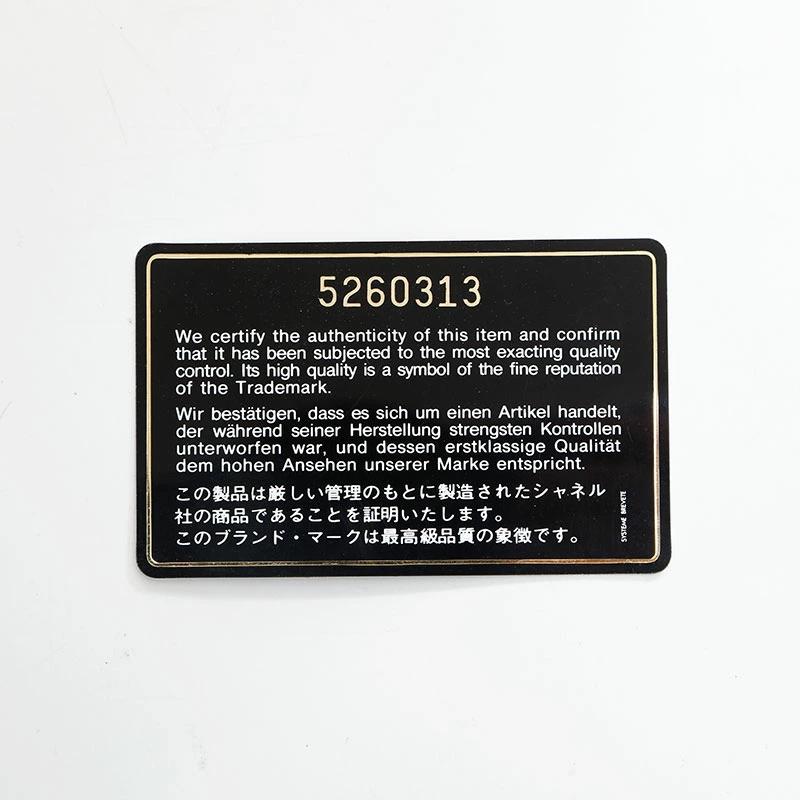 5260313
We certify the authenticity of this item and confirm
that it has been subjected to the most exacting quality
control. Its high quality is a symbol of the fine reputation
of the Trademark.
Wir bestätigen, dass es sich um einen Artikel handelt,
der während seiner Herstellung strengsten Kontrollen
unterworfen war, und dessen erstklassige Qualität
dem hohen Ansehen unserer Marke entspricht.
この製品は厳しい管理のもとに製造されたシャネル
社の商品であることを証明いたします。
このブランド・マークは最高級品質の象徴です。
SYSTEME BREVETE